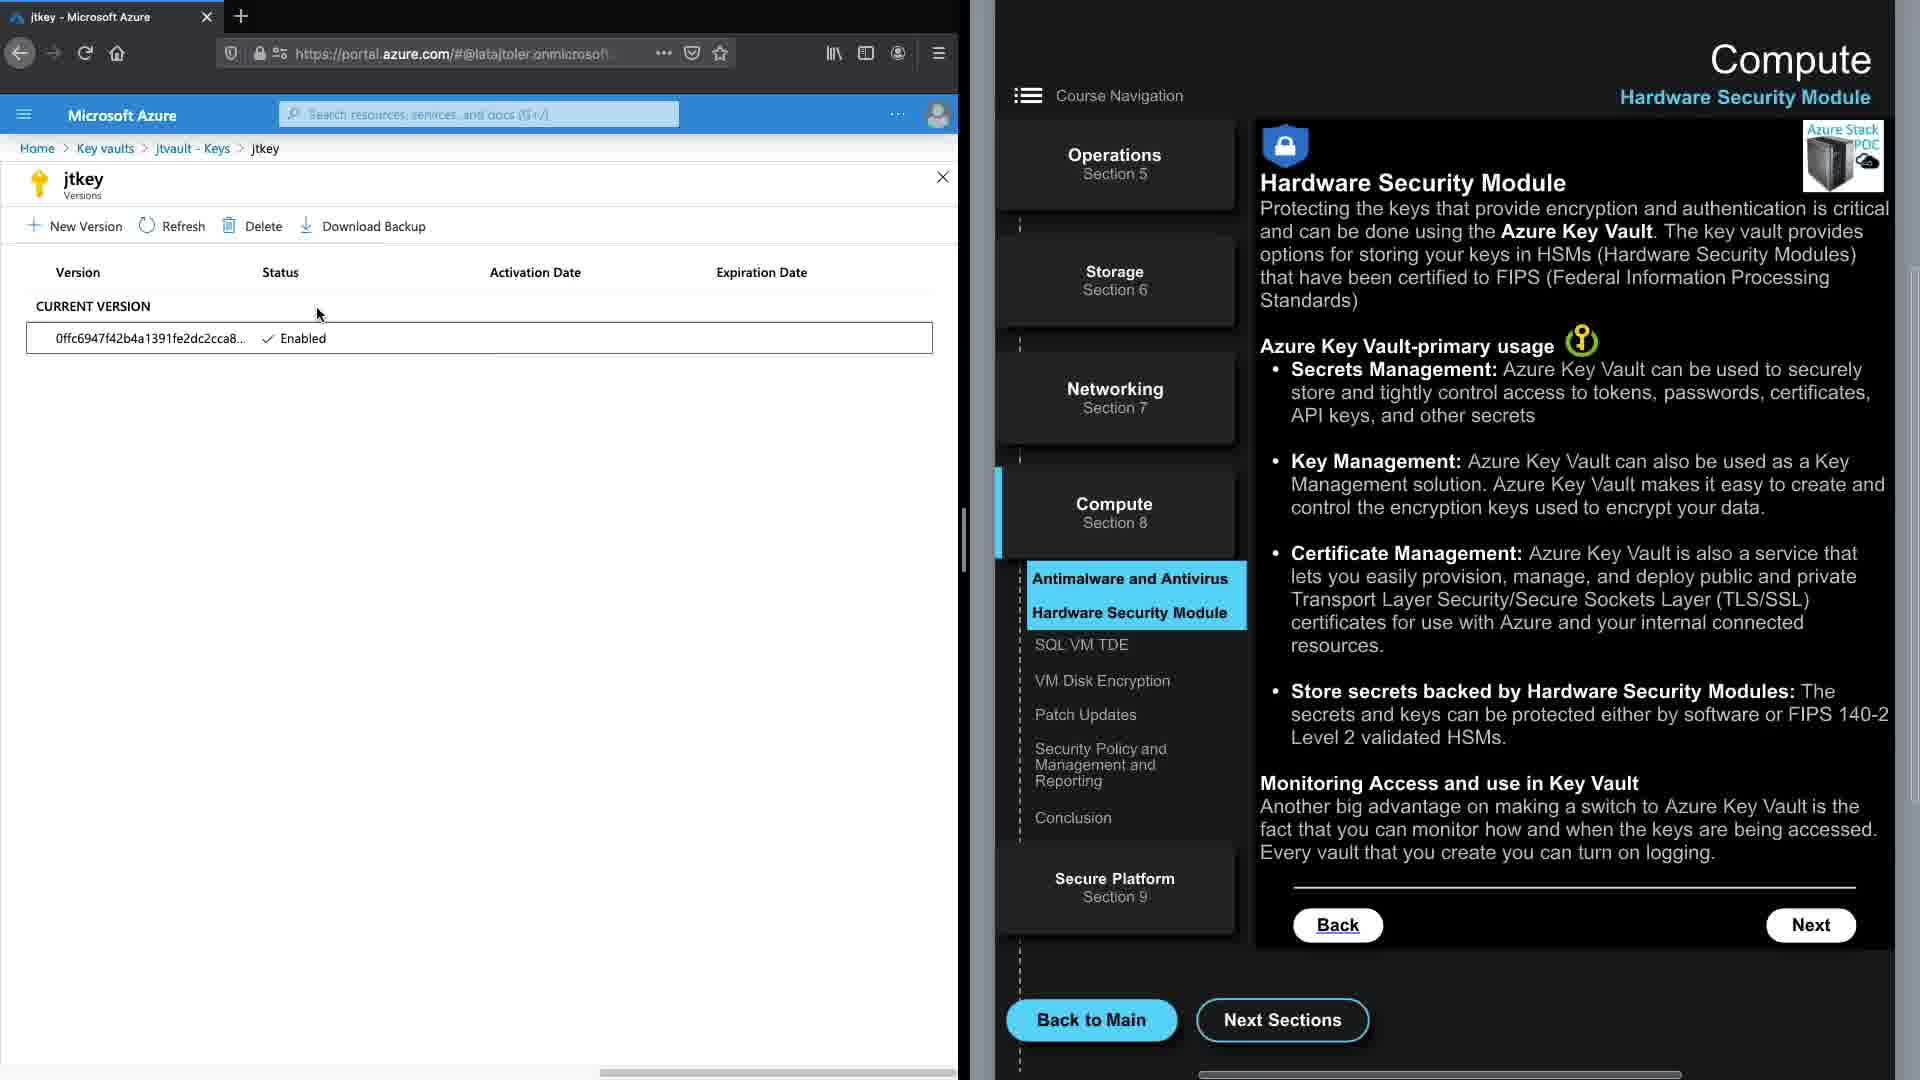 jtkey - Microsoft Azure
https://portal.azure.com/#@latajtoler.onmicrosoft
Microsoft Azure
Search resources, services, and docs (G+/)
Home > Key vaults > jtvault - Keys > jtkey
jtkey
Versions
New Version Refresh Delete Download Backup
Version Status Activation Date Expiration Date
CURRENT VERSION
0ffc6947f42b4a1391fe2dc2cca8... Enabled
Compute
Hardware Security Module
Course Navigation
Operations
Section 5
Storage
Section 6
Networking
Section 7
Compute
Section 8
Antimalware and Antivirus
Hardware Security Module
SQL VM TDE
VM Disk Encryption
Patch Updates
Security Policy and
Management and
Reporting
Conclusion
Secure Platform
Section 9
Back to Main
Next Sections
Azure Stack
PDC
Hardware Security Module
Protecting the keys that provide encryption and authentication is critical
and can be done using the Azure Key Vault. The key vault provides
options for storing your keys in HSMs (Hardware Security Modules)
that have been certified to FIPS (Federal Information Processing
Standards)
Azure Key Vault-primary usage
• Secrets Management: Azure Key Vault can be used to securely
store and tightly control access to tokens, passwords, certificates,
API keys, and other secrets
• Key Management: Azure Key Vault can also be used as a Key
Management solution. Azure Key Vault makes it easy to create and
control the encryption keys used to encrypt your data.
• Certificate Management: Azure Key Vault is also a service that
lets you easily provision, manage, and deploy public and private
Transport Layer Security/Secure Sockets Layer (TLS/SSL)
certificates for use with Azure and your internal connected
resources.
• Store secrets backed by Hardware Security Modules: The
secrets and keys can be protected either by software or FIPS 140-2
Level 2 validated HSMs.
Monitoring Access and use in Key Vault
Another big advantage on making a switch to Azure Key Vault is the
fact that you can monitor how and when the keys are being accessed.
Every vault that you create you can turn on logging.
Back
Next